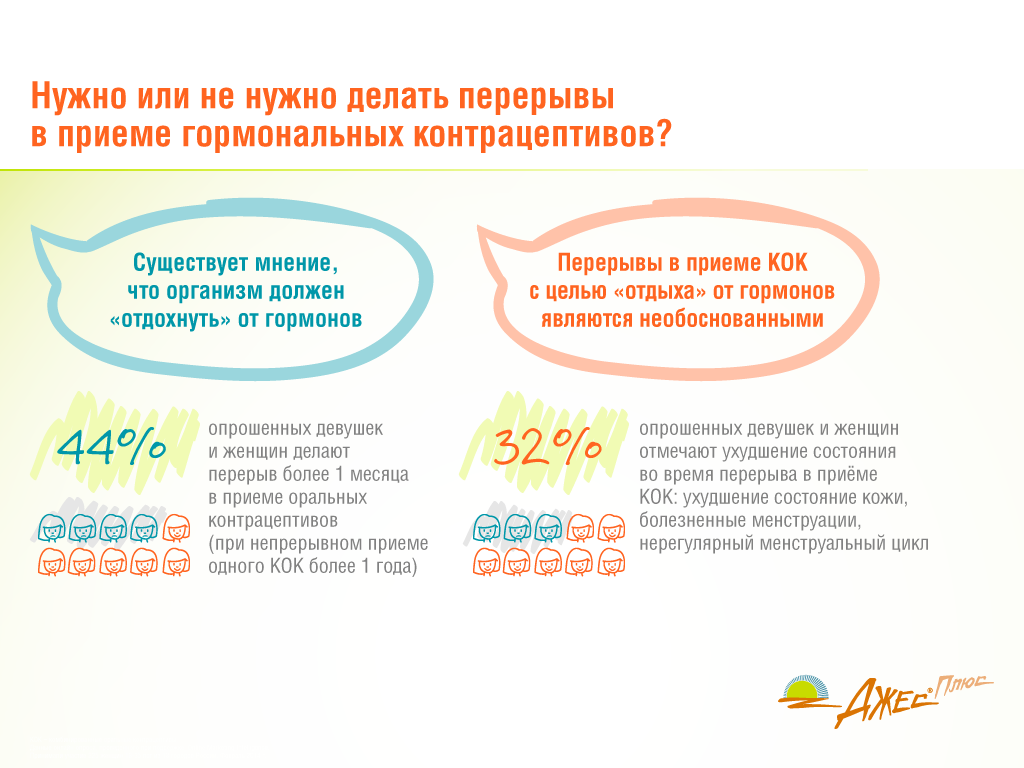 Нужно или не нужно делать перерывы
в приеме гормональных контрацептивов?
Существует мнение,
что организм должен
«отдохнуть» от гормонов
Перерывы в приеме КОК
с целью «отдыха» от гормонов
являются необоснованными
44%
опрошенных девушек
и женщин делают
перерыв более 1 месяца
в приеме оральных
контрацептивов
(при непрерывном приеме
одного КОК более 1 года)
32%
опрошенных девушек и женщин
отмечают ухудшение состояния
во время перерыва в приёме
КОК: ухудшение состояние кожи,
болезненные менструации,
нерегулярный менструальный цикл
Джес® Плюс